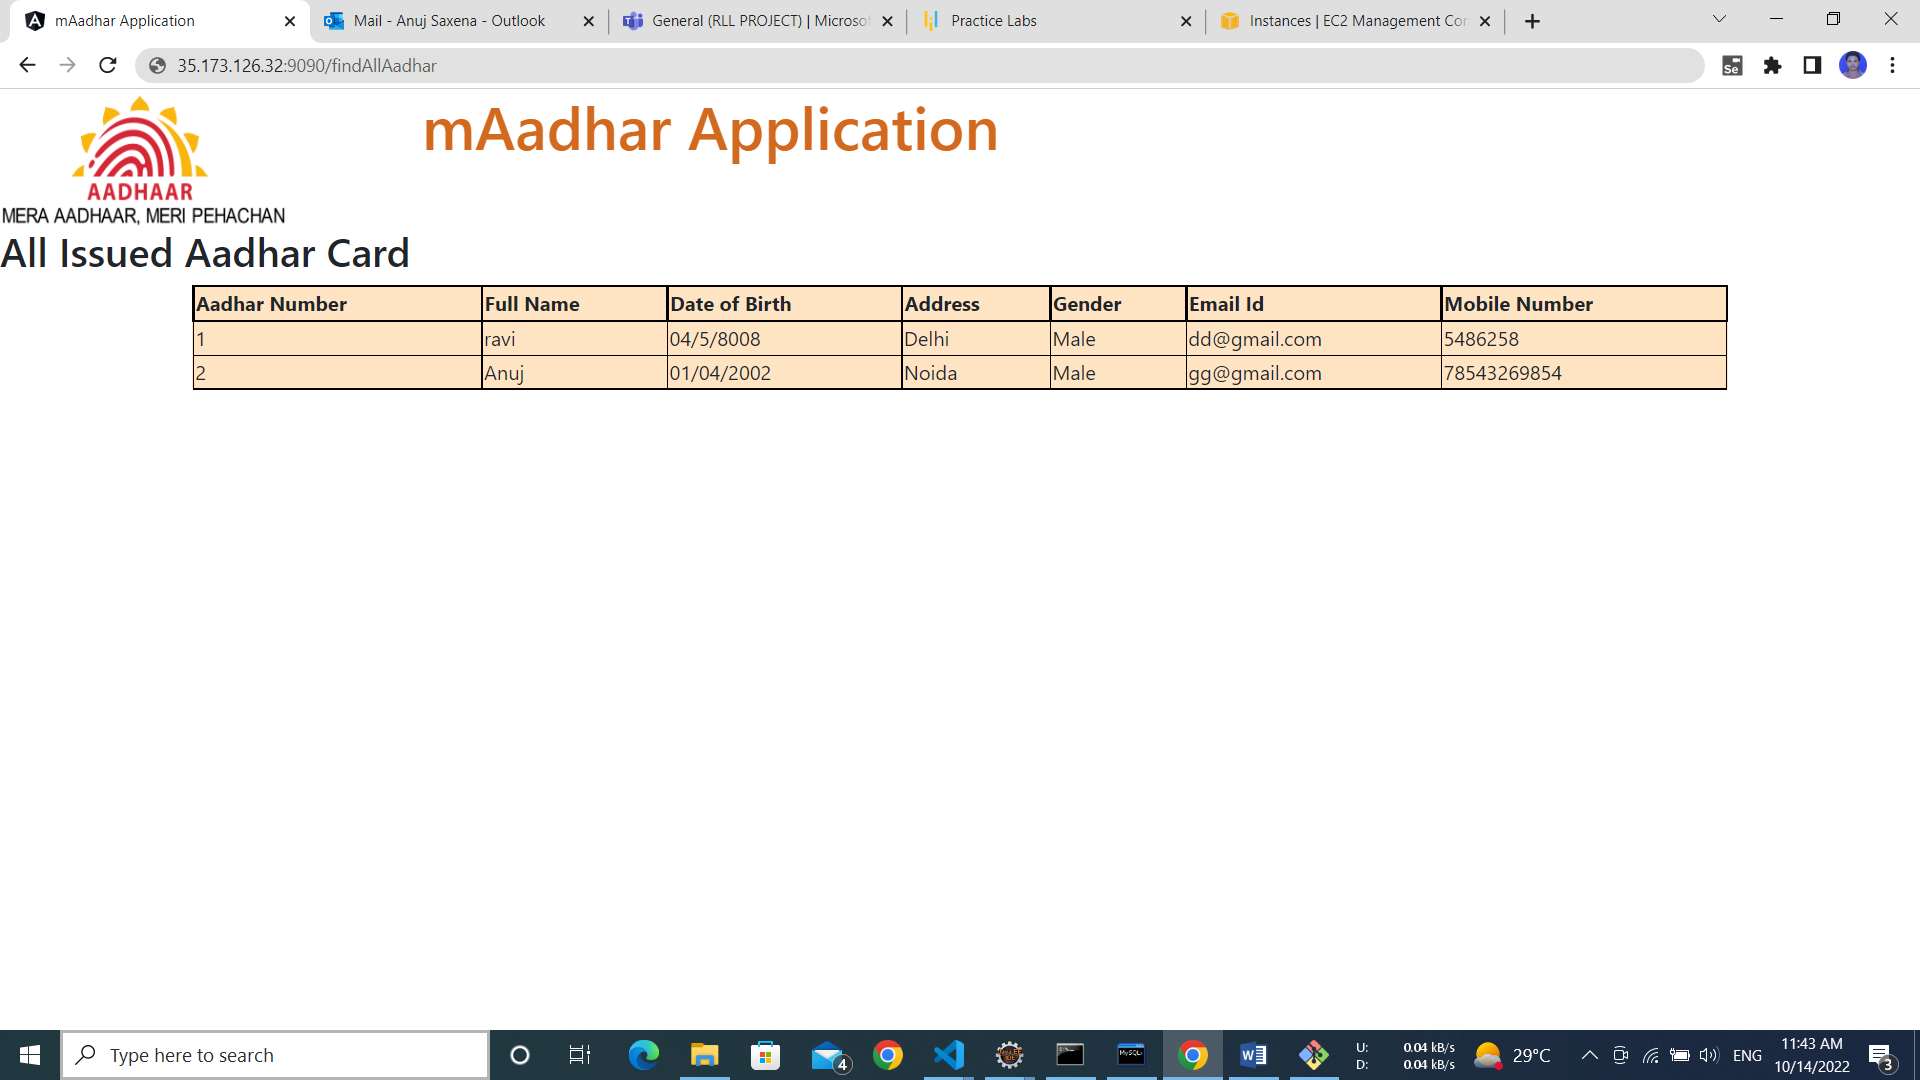 mAadhar Application
Mail - Anuj Saxena - Outlook
General (RLL PROJECT) | Microsof
Practice Labs
Instances | EC2 Management Con
35.173.126.32:9090/findAllAadhar
Se
AADHAAR
MERA AADHAAR, MERI PEHACHAN
mAadhar Application
All Issued Aadhar Card
Aadhar Number Full Name Date of Birth Address Gender Email Id Mobile Number
1 ravi 04/5/8008 Delhi Male dd@gmail.com 5486258
2 Anuj 01/04/2002 Noida Male gg@gmail.com 78543269854
Type here to search
4
U: 0.04 kB/s
D: 0.04 kB/s
29°C
ENG
11:43 AM
10/14/2022
3